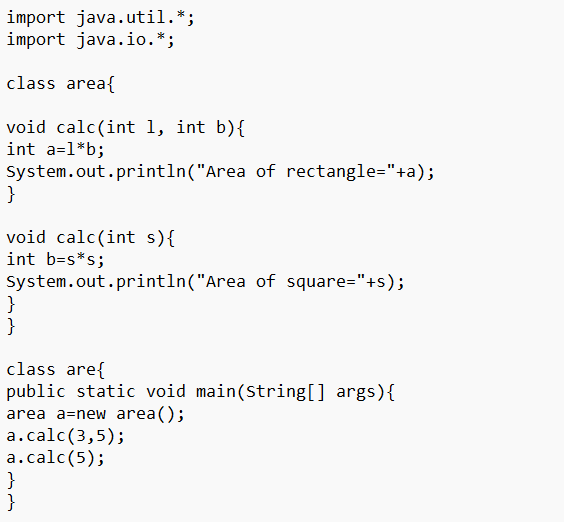 import java.util.*;
import java.io.*;
class area{
void calc(int l, int b){
int a=l*b;
System.out.println("Area of rectangle="+a);
}
void calc(int s){
int b=s*s;
System.out.println("Area of square="+s);
}
}
class are{
public static void main(String[] args){
area a=new area();
a.calc(3,5);
a.calc(5);
}
}